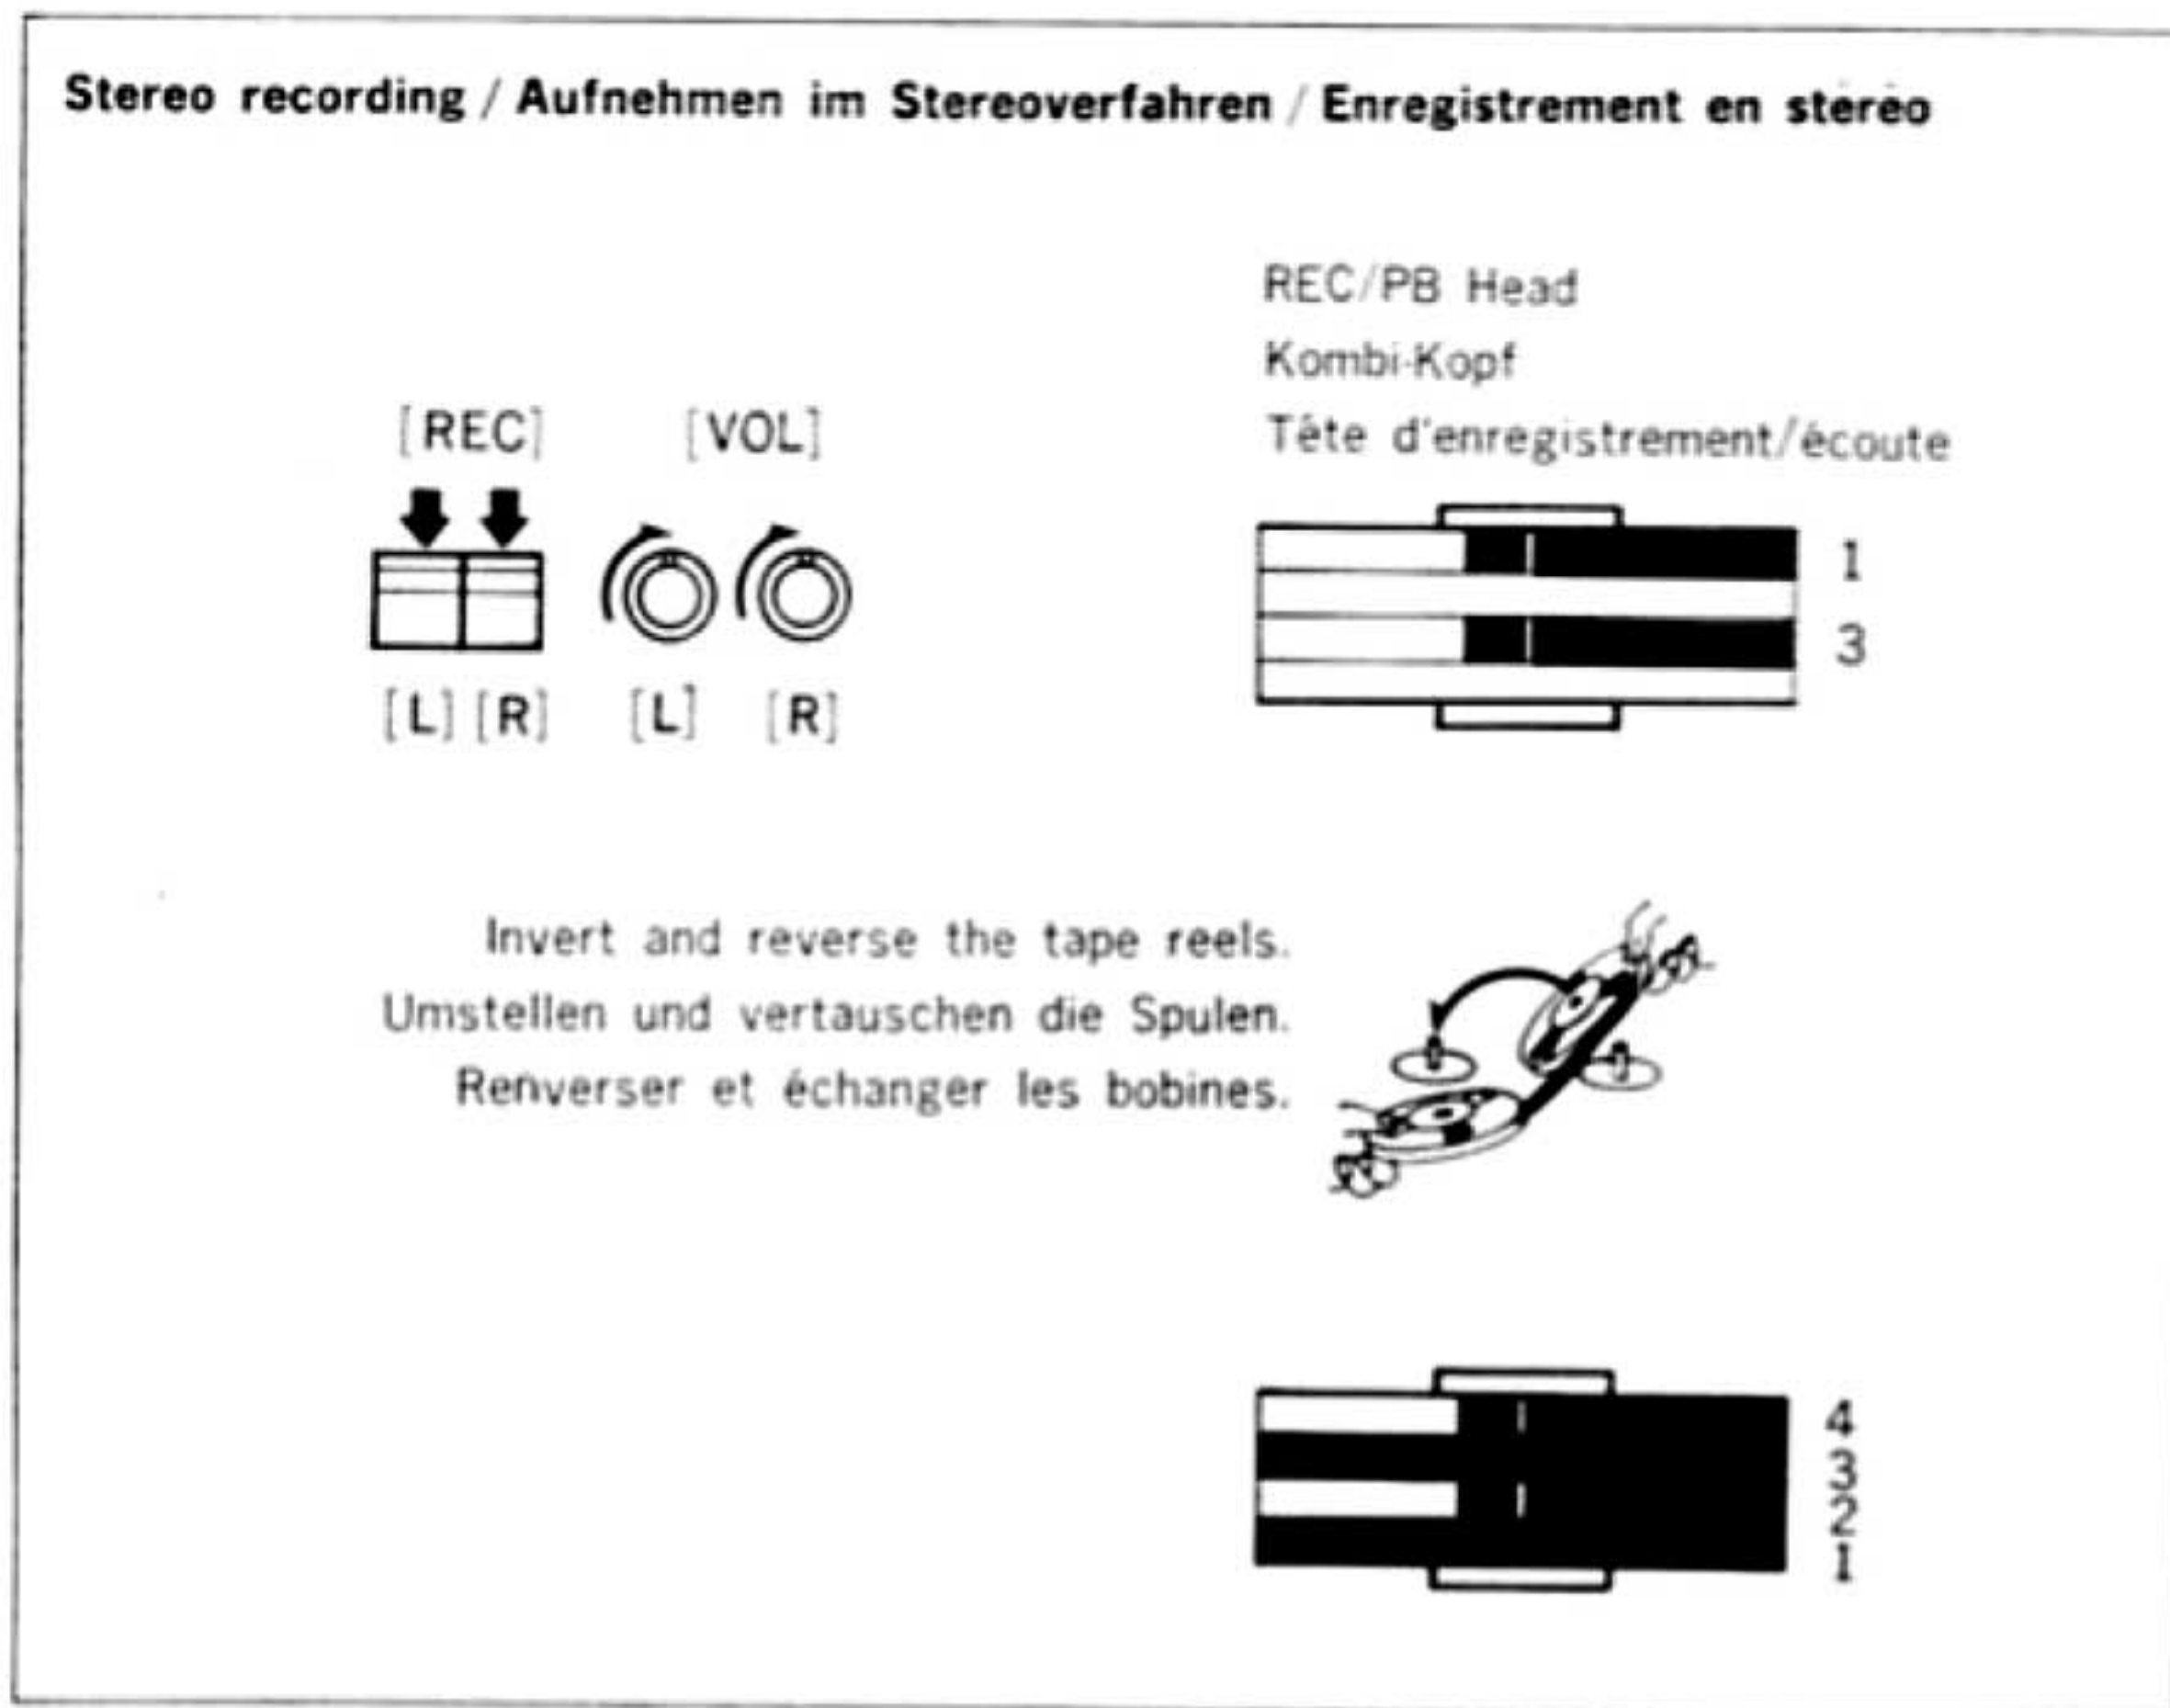 Stereo recording / Aufnehmen im Stereoverfahren / Enregistrement en stéréo
REC/PB Head
Kombi-Kopf
Tête d'enregistrement/écoute
[REC] [VOL]
[L] [R] [L] [R]
1
3
Invert and reverse the tape reels.
Umstellen und vertauschen die Spulen.
Renverser et échanger les bobines.
4
3
2
1